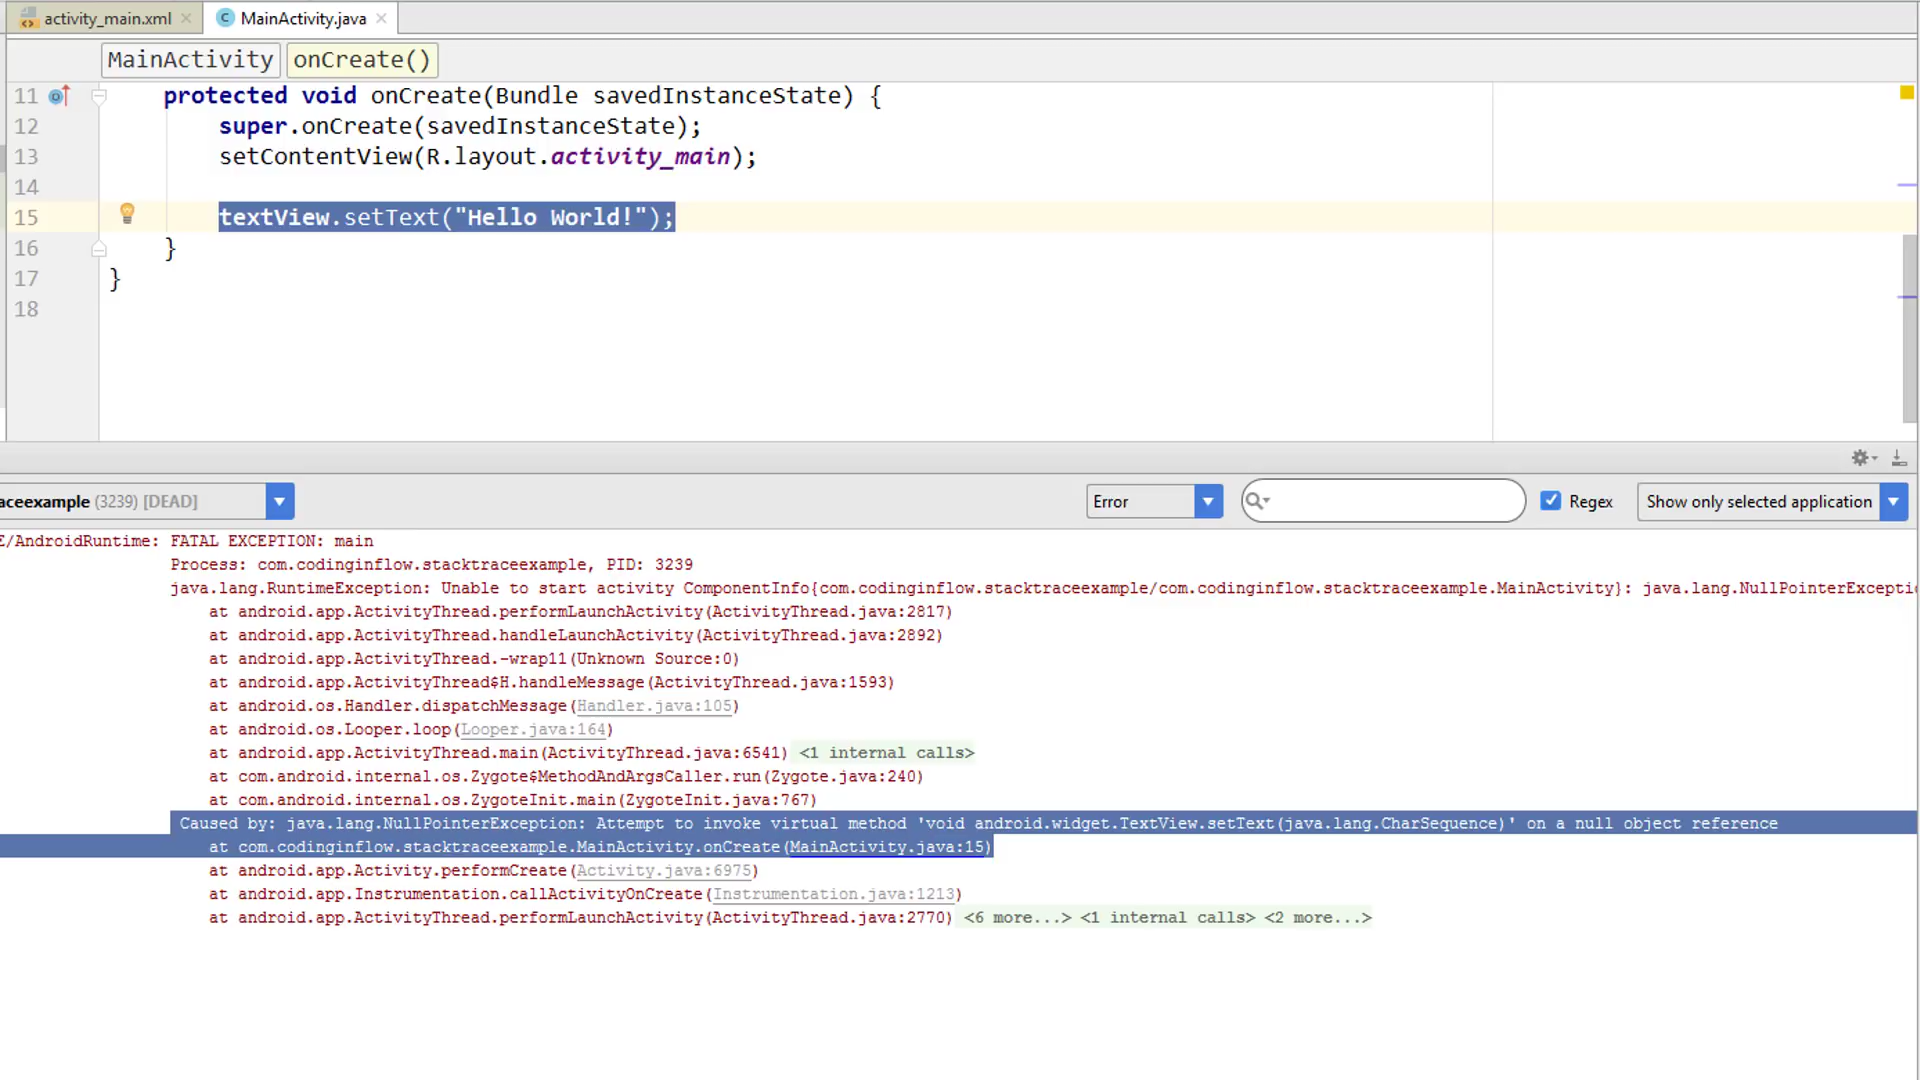 activity_main.xml
MainActivity.java
MainActivity
onCreate()
11 protected void onCreate(Bundle savedInstanceState) {
12 super.onCreate(savedInstanceState);
13 setContentView(R.layout.activity_main);
14
15 textView.setText("Hello World!");
16 }
17 }
18
aceexample (3239) [DEAD]
Error
Regex
Show only selected application
E/AndroidRuntime: FATAL EXCEPTION: main
Process: com.codinginflow.stacktraceexample, PID: 3239
java.lang.RuntimeException: Unable to start activity ComponentInfo{com.codinginflow.stacktraceexample/com.codinginflow.stacktraceexample.MainActivity}: java.lang.NullPointerExceptio
at android.app.ActivityThread.performLaunchActivity(ActivityThread.java:2817)
at android.app.ActivityThread.handleLaunchActivity(ActivityThread.java:2892)
at android.app.ActivityThread.-wrap11(Unknown Source:0)
at android.app.ActivityThread$H.handleMessage(ActivityThread.java:1593)
at android.os.Handler.dispatchMessage(Handler.java:105)
at android.os.Looper.loop(Looper.java:164)
at android.app.ActivityThread.main(ActivityThread.java:6541) <1 internal calls>
at com.android.internal.os.Zygote$MethodAndArgsCaller.run(Zygote.java:240)
at com.android.internal.os.ZygoteInit.main(ZygoteInit.java:767)
Caused by: java.lang.NullPointerException: Attempt to invoke virtual method 'void android.widget.TextView.setText(java.lang.CharSequence)' on a null object reference
at com.codinginflow.stacktraceexample.MainActivity.onCreate(MainActivity.java:15)
at android.app.Activity.performCreate(Activity.java:6975)
at android.app.Instrumentation.callActivityOnCreate(Instrumentation.java:1213)
at android.app.ActivityThread.performLaunchActivity(ActivityThread.java:2770) <6 more...> <1 internal calls> <2 more...>